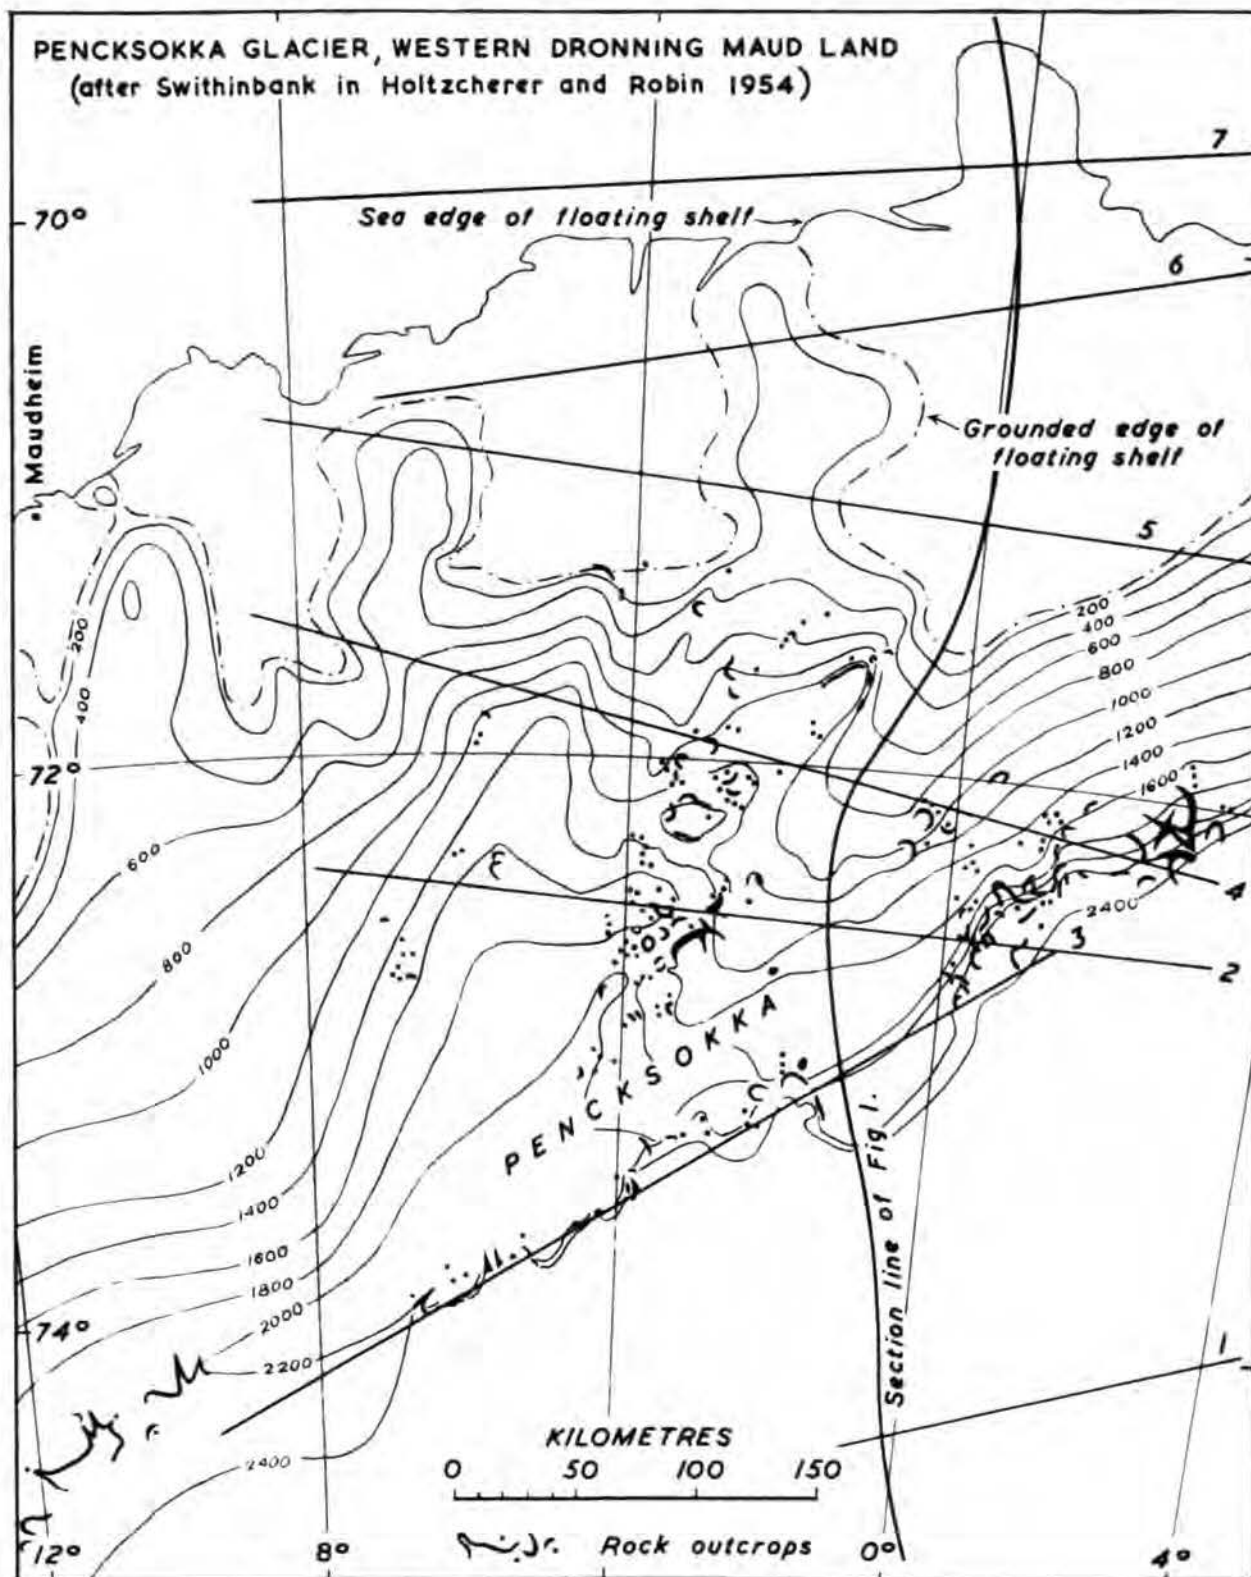 PENCKSOKKA GLACIER, WESTERN DRONNING MAUD LAND
(after Swithinbank in Holtzcherer and Robin 1954)
7
70°
Sea edge of floating shelf
6
Maudheim
Grounded edge of
floating shelf
5
200
400
600
800
1000
1200
1400
1600
200
400
72°
600
4
2400
3
2
800
PENCKSOKKA
1000
1200
1400
1600
1800
2000
74°
2200
Section line of Fig 1.
1
2400
KILOMETRES
0 50 100 150
Rock outcrops
12° 8° 0° 4°